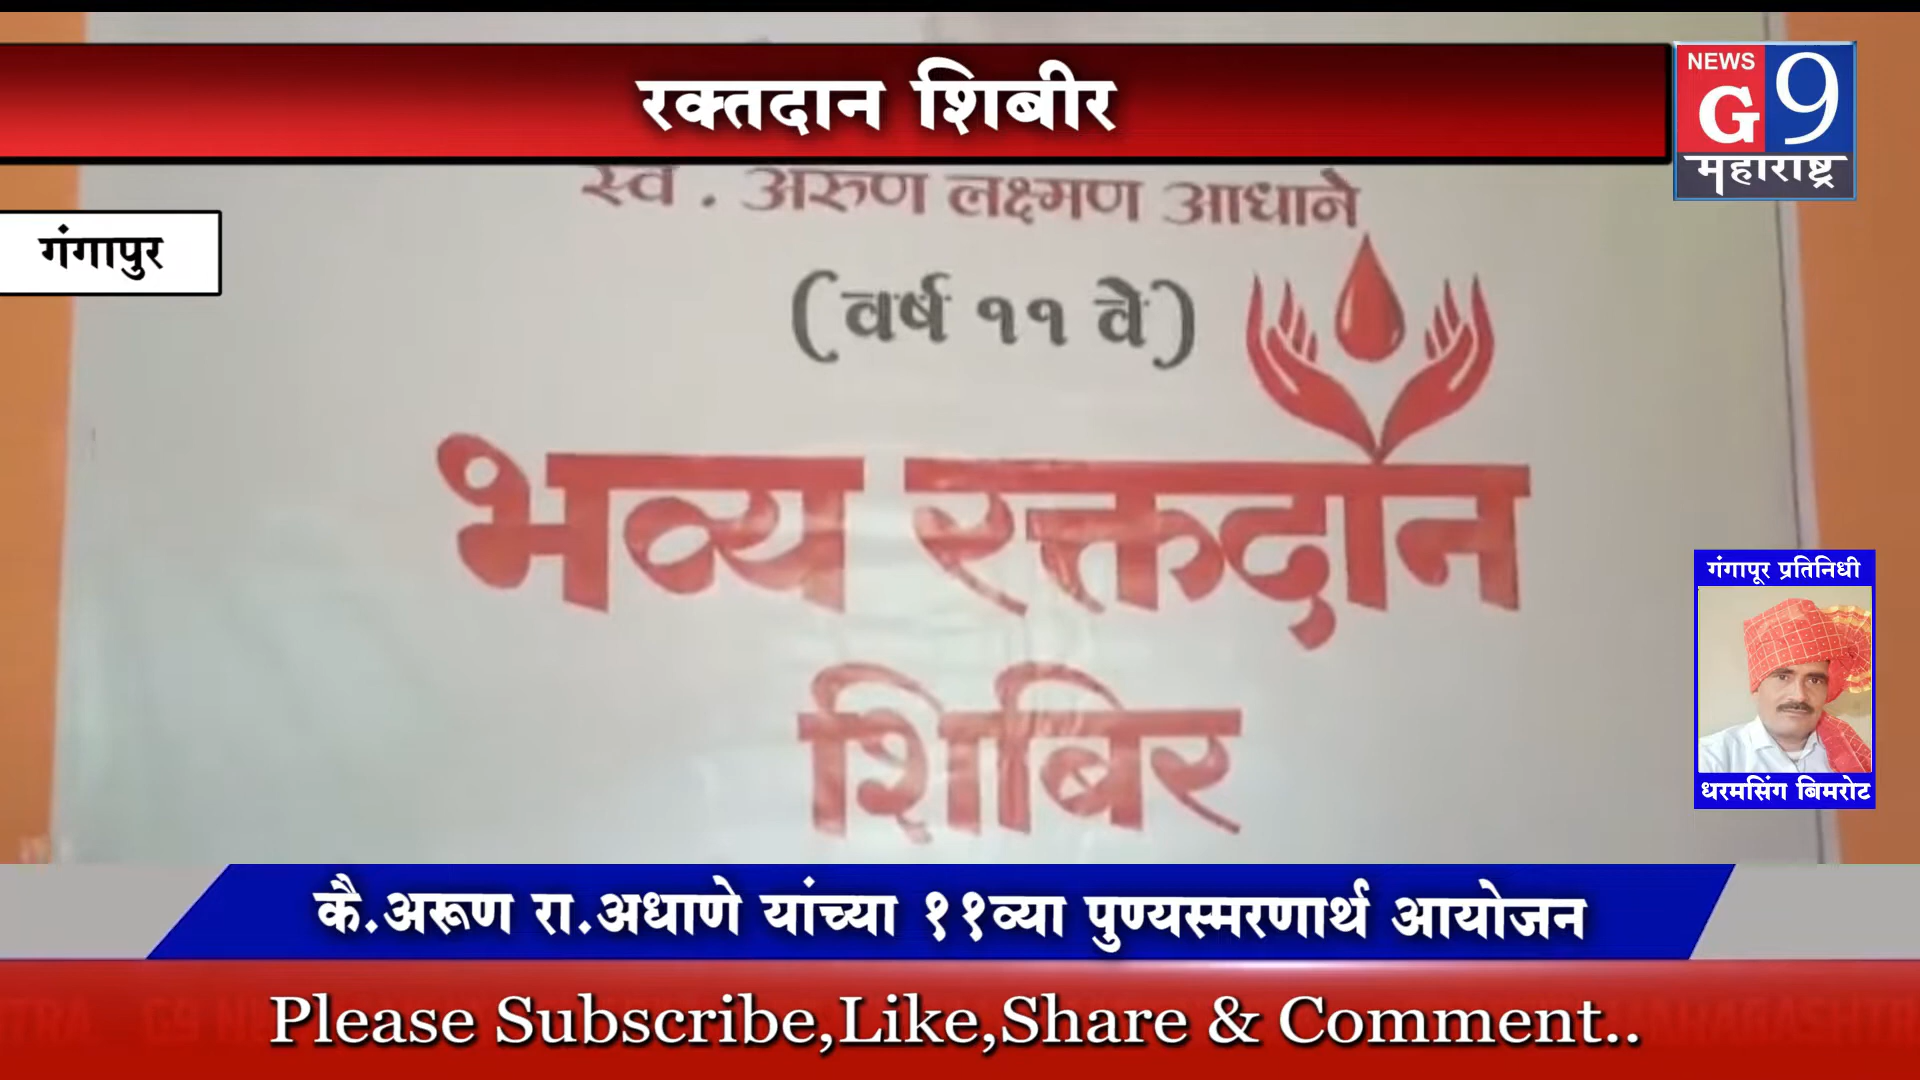 रक्तदान शिबीर
NEWS
G9
महाराष्ट्र
स्व . अरुण लक्ष्मण आधाने
गंगापुर
(वर्ष ११ वे)
भव्य रक्तदान
शिबिर
गंगापूर प्रतिनिधी
धरमसिंग बिमरोट
कै.अरूण रा.अधाणे यांच्या ११व्या पुण्यस्मरणार्थ आयोजन
Please Subscribe,Like,Share & Comment..